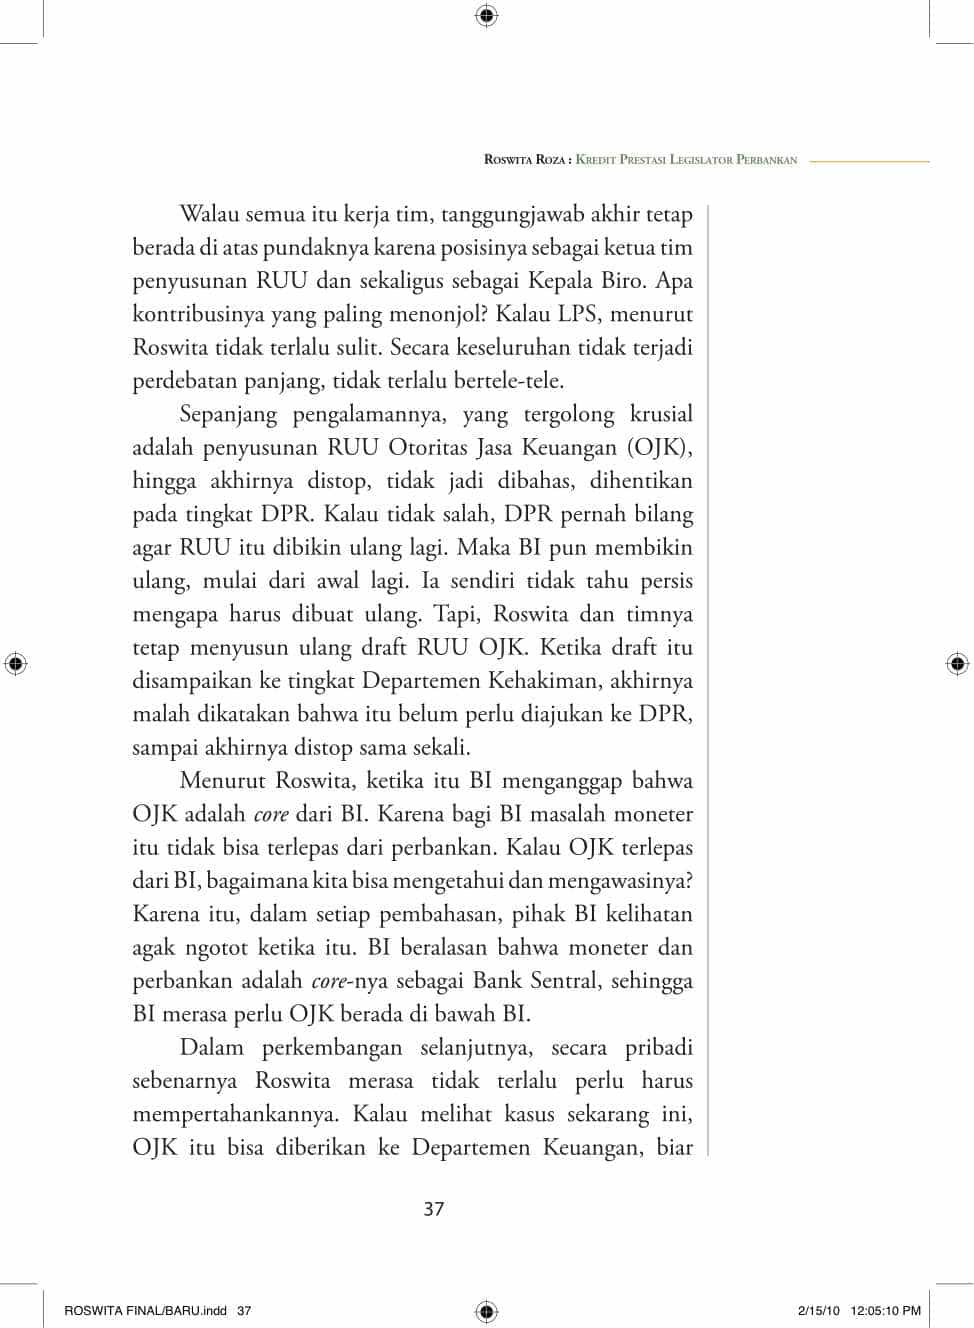 Roswita Roza : Kredit Prestasi Legislator Perbankan
Walau semua itu kerja tim, tanggungjawab akhir tetap
berada di atas pundaknya karena posisinya sebagai ketua tim
penyusunan RUU dan sekaligus sebagai Kepala Biro. Apa
kontribusinya yang paling menonjol? Kalau LPS, menurut
Roswita tidak terlalu sulit. Secara keseluruhan tidak terjadi
perdebatan panjang, tidak terlalu bertele-tele.
Sepanjang pengalamannya, yang tergolong krusial
adalah penyusunan RUU Otoritas Jasa Keuangan (OJK),
hingga akhirnya distop, tidak jadi dibahas, dihentikan
pada tingkat DPR. Kalau tidak salah, DPR pernah bilang
agar RUU itu dibikin ulang lagi. Maka BI pun membikin
ulang, mulai dari awal lagi. Ia sendiri tidak tahu persis
mengapa harus dibuat ulang. Tapi, Roswita dan timnya
tetap menyusun ulang draft RUU OJK. Ketika draft itu
disampaikan ke tingkat Departemen Kehakiman, akhirnya
malah dikatakan bahwa itu belum perlu diajukan ke DPR,
sampai akhirnya distop sama sekali.
Menurut Roswita, ketika itu BI menganggap bahwa
OJK adalah core dari BI. Karena bagi BI masalah moneter
itu tidak bisa terlepas dari perbankan. Kalau OJK terlepas
dari BI, bagaimana kita bisa mengetahui dan mengawasinya?
Karena itu, dalam setiap pembahasan, pihak BI kelihatan
agak ngotot ketika itu. BI beralasan bahwa moneter dan
perbankan adalah core-nya sebagai Bank Sentral, sehingga
BI merasa perlu OJK berada di bawah BI.
Dalam perkembangan selanjutnya, secara pribadi
sebenarnya Roswita merasa tidak terlalu perlu harus
mempertahankannya. Kalau melihat kasus sekarang ini,
OJK itu bisa diberikan ke Departemen Keuangan, biar
37
ROSWITA FINAL/BARU.indd 37
2/15/10 12:05:10 PM